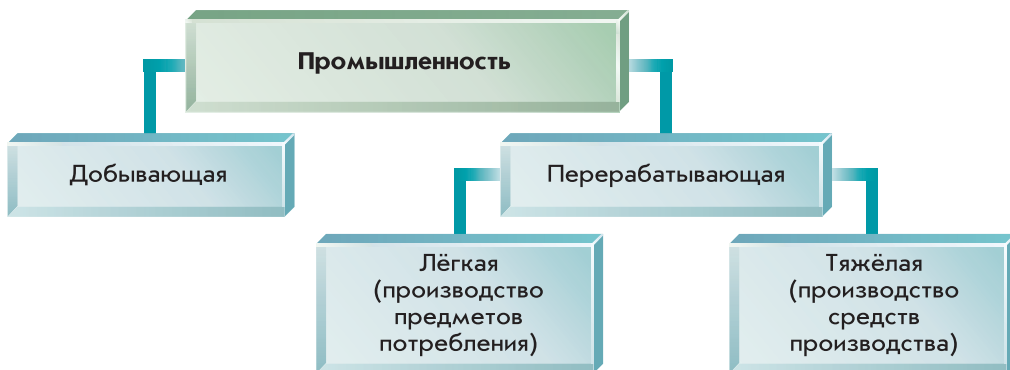 Промышленность
Добывающая
Перерабатывающая
Лёгкая
(производство
предметов
потребления)
Тяжёлая
(производство
средств
производства)